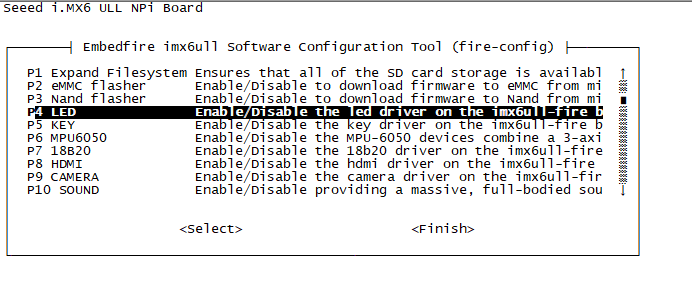 Seeed i.MX6 ULL NPi Board
Embedfire imx6ull Software Configuration Tool (fire-config)
P1 Expand Filesystem Ensures that all of the SD card storage is availabl
P2 eMMC flasher Enable/Disable to download firmware to eMMC from mi
P3 Nand flasher Enable/Disable to download firmware to Nand from mi
P4 LED Enable/Disable the led driver on the imx6ull-fire b
P5 KEY Enable/Disable the key driver on the imx6ull-fire b
P6 MPU6050 Enable/Disable the MPU-6050 devices combine a 3-axi
P7 18B20 Enable/Disable the 18b20 driver on the imx6ull-fire
P8 HDMI Enable/Disable the hdmi driver on the imx6ull-fire
P9 CAMERA Enable/Disable the camera driver on the imx6ull-fir
P10 SOUND Enable/Disable providing a massive, full-bodied sou
<Select> <Finish>